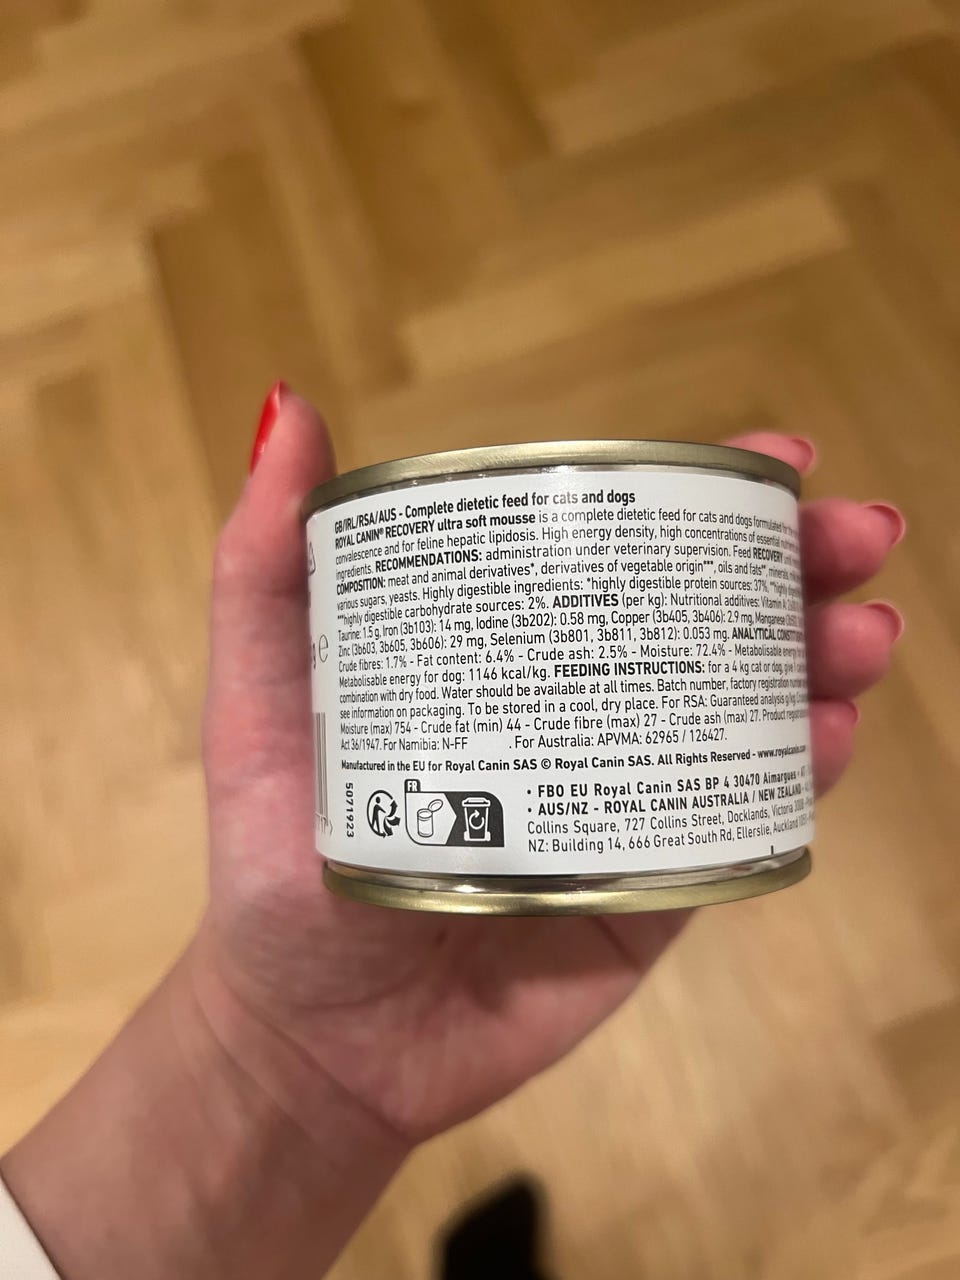 GB/IRL/RSA/AUS - Complete dietetic feed for cats and dogs
ROYAL CANIN® RECOVERY ultra soft mousse is a complete dietetic feed for cats and dogs formulated for the
convalescence and for feline hepatic lipidosis. High energy density, high concentrations of essential
ingredients. RECOMMENDATIONS: administration under veterinary supervision. Feed RECOVERY
COMPOSITION: meat and animal derivatives*, derivatives of vegetable origin***, oils and fats**, minerals,
various sugars, yeasts. Highly digestible ingredients: *highly digestible protein sources: 37%, **highly
***highly digestible carbohydrate sources: 2%. ADDITIVES (per kg): Nutritional additives: Vitamin A:
Taurine: 1.5 g, Iron (3b103): 14 mg, Iodine (3b202): 0.58 mg, Copper (3b405, 3b406): 2.9 mg, Manganese
Zinc (3b603, 3b605, 3b606): 29 mg, Selenium (3b801, 3b811, 3b812): 0.053 mg. ANALYTICAL
Crude fibres: 1.7% - Fat content: 6.4% - Crude ash: 2.5% - Moisture: 72.4% - Metabolisable energy
Metabolisable energy for dog: 1146 kcal/kg. FEEDING INSTRUCTIONS: for a 4 kg cat or dog, give 1
combination with dry food. Water should be available at all times. Batch number, factory registration
see information on packaging. To be stored in a cool, dry place. For RSA: Guaranteed analysis g/kg:
Moisture (max) 754 - Crude fat (min) 44 - Crude fibre (max) 27 - Crude ash (max) 27. Product
Act 36/1947. For Namibia: N-FF . For Australia: APVMA: 62965 / 126427.
Manufactured in the EU for Royal Canin SAS © Royal Canin SAS. All Rights Reserved - www.royalcanin
g e
5071923
FR
• FBO EU Royal Canin SAS BP 4 30470 Aimargues
• AUS/NZ - ROYAL CANIN AUSTRALIA / NEW ZEALAND
Collins Square, 727 Collins Street, Docklands, Victoria 3008
NZ: Building 14, 666 Great South Rd, Ellerslie, Auckland 1051